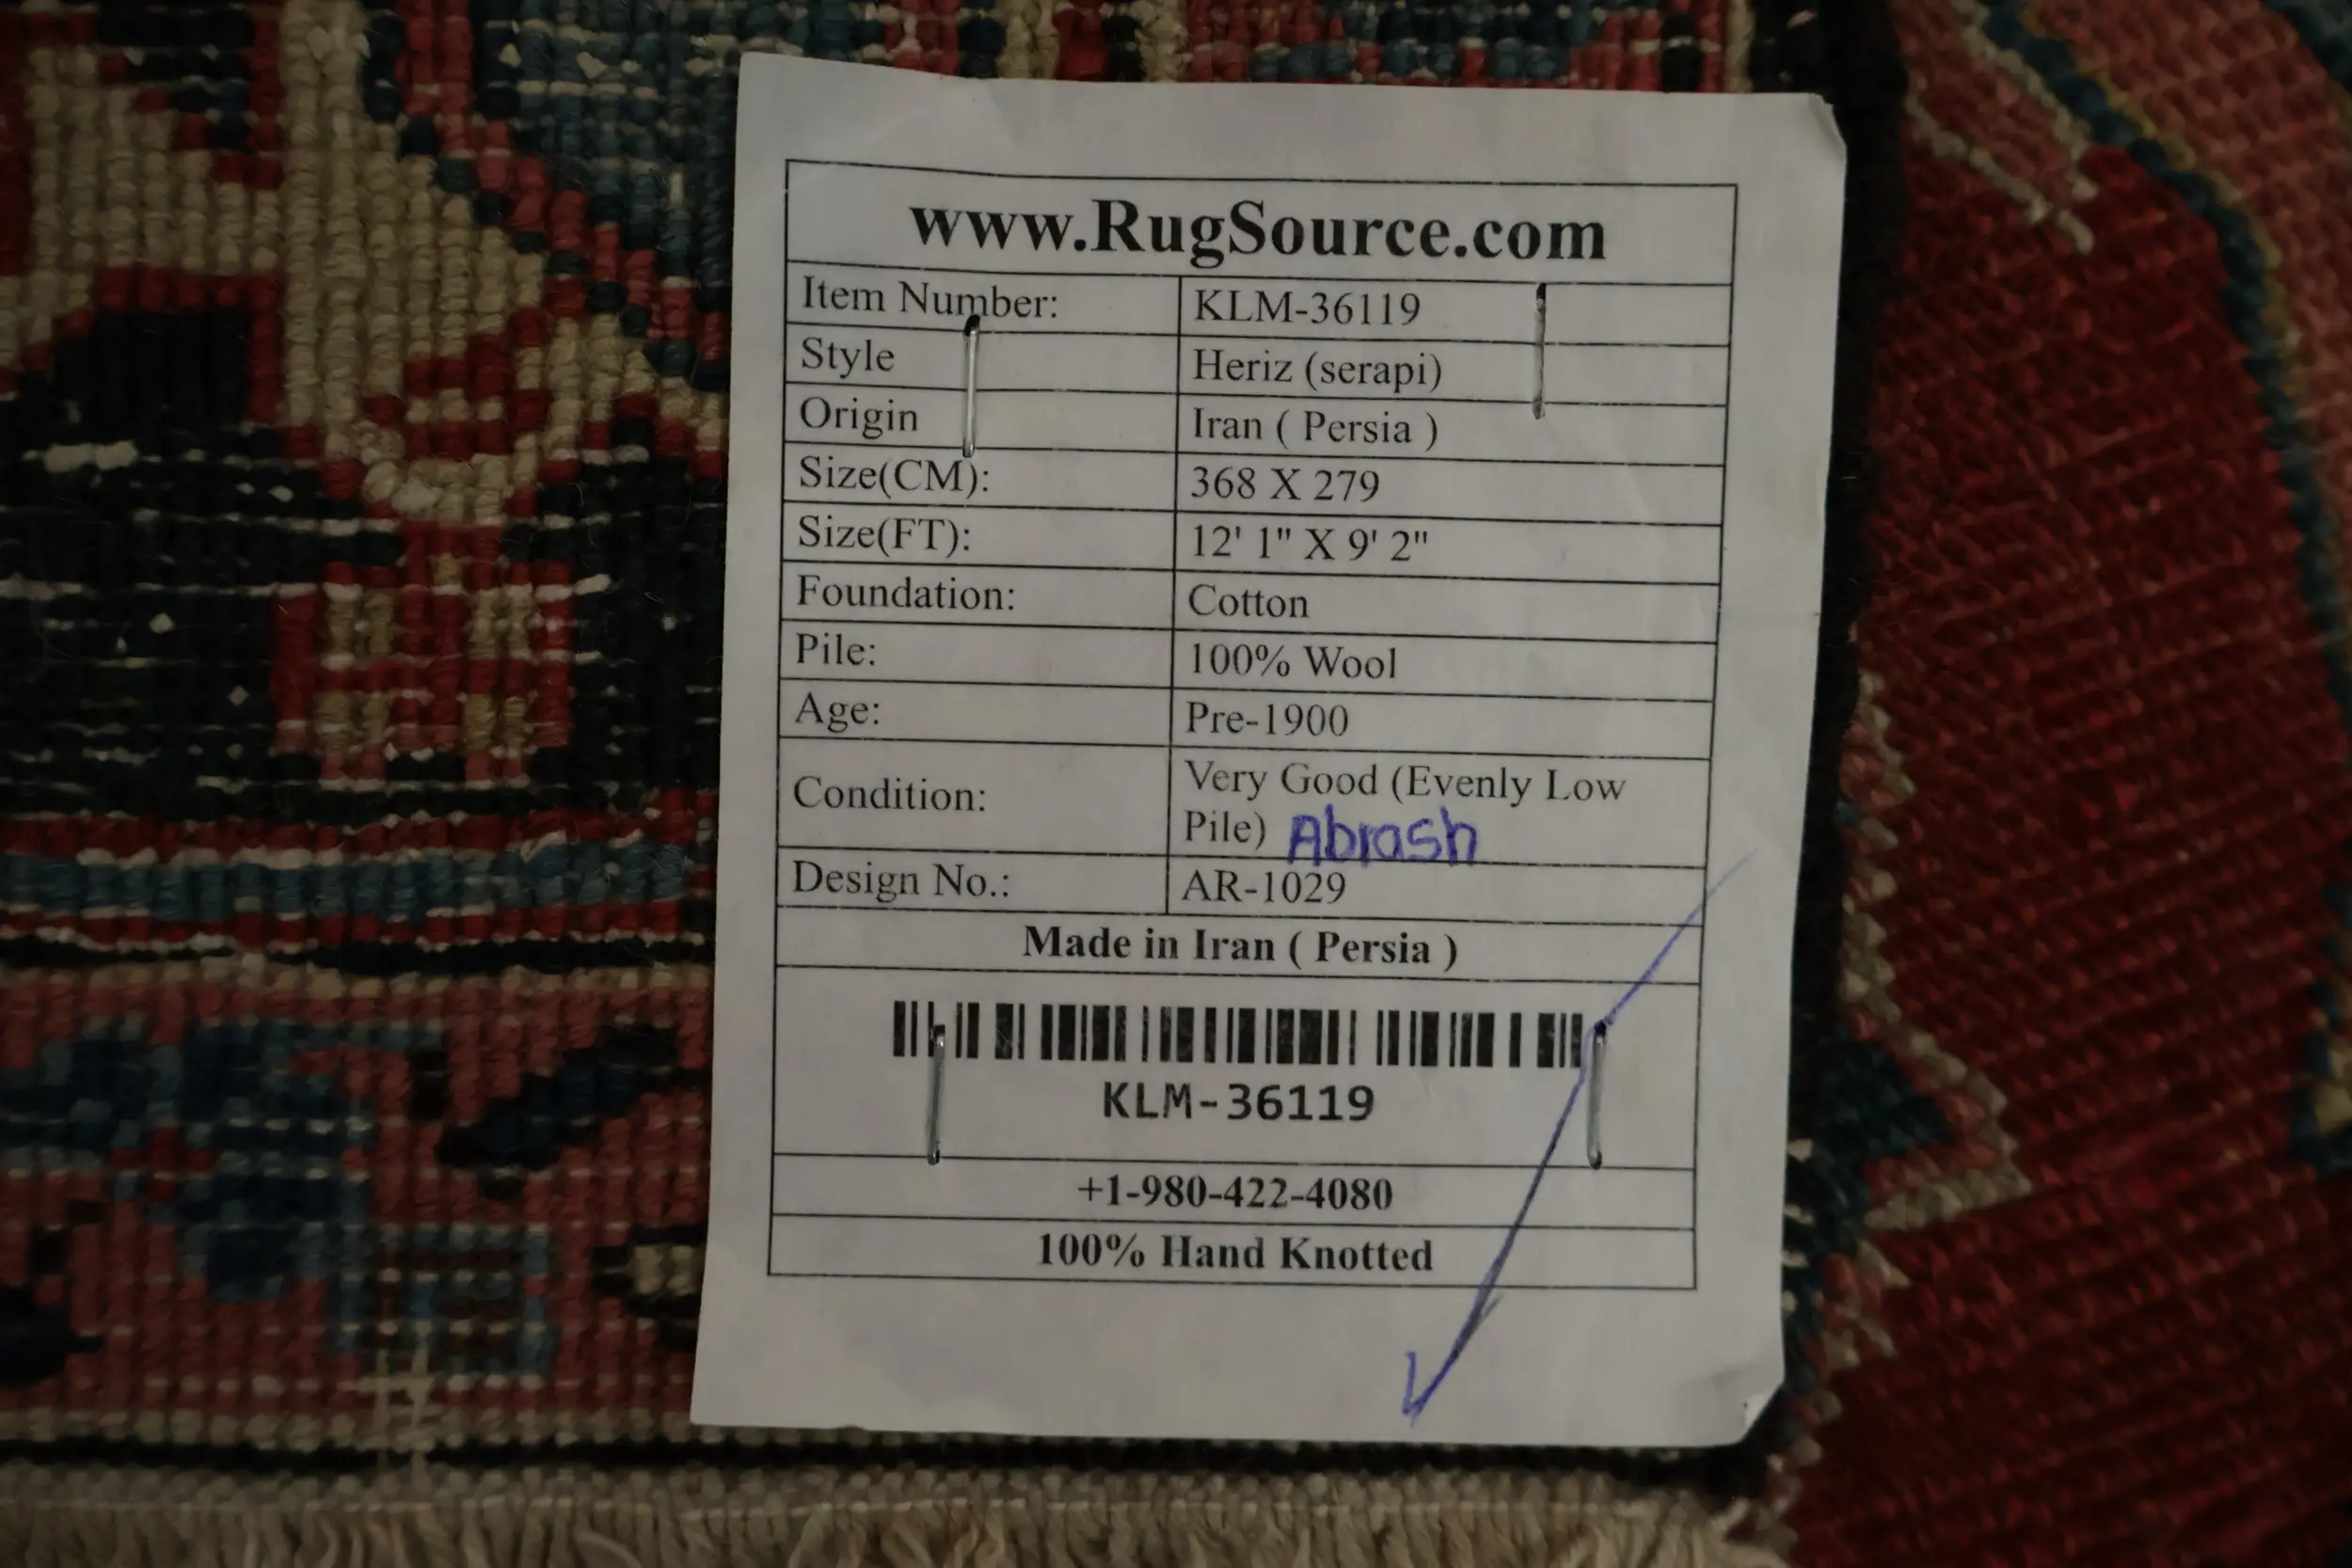 www.RugSource.com
Item Number: KLM-36119
Style Heriz (serapi)
Origin Iran ( Persia )
Size(CM): 368 X 279
Size(FT): 12' 1" X 9' 2"
Foundation: Cotton
Pile: 100% Wool
Age: Pre-1900
Condition: Very Good (Evenly Low
Pile) Abrash
Design No.: AR-1029
Made in Iran ( Persia )
KLM-36119
+1-980-422-4080
100% Hand Knotted